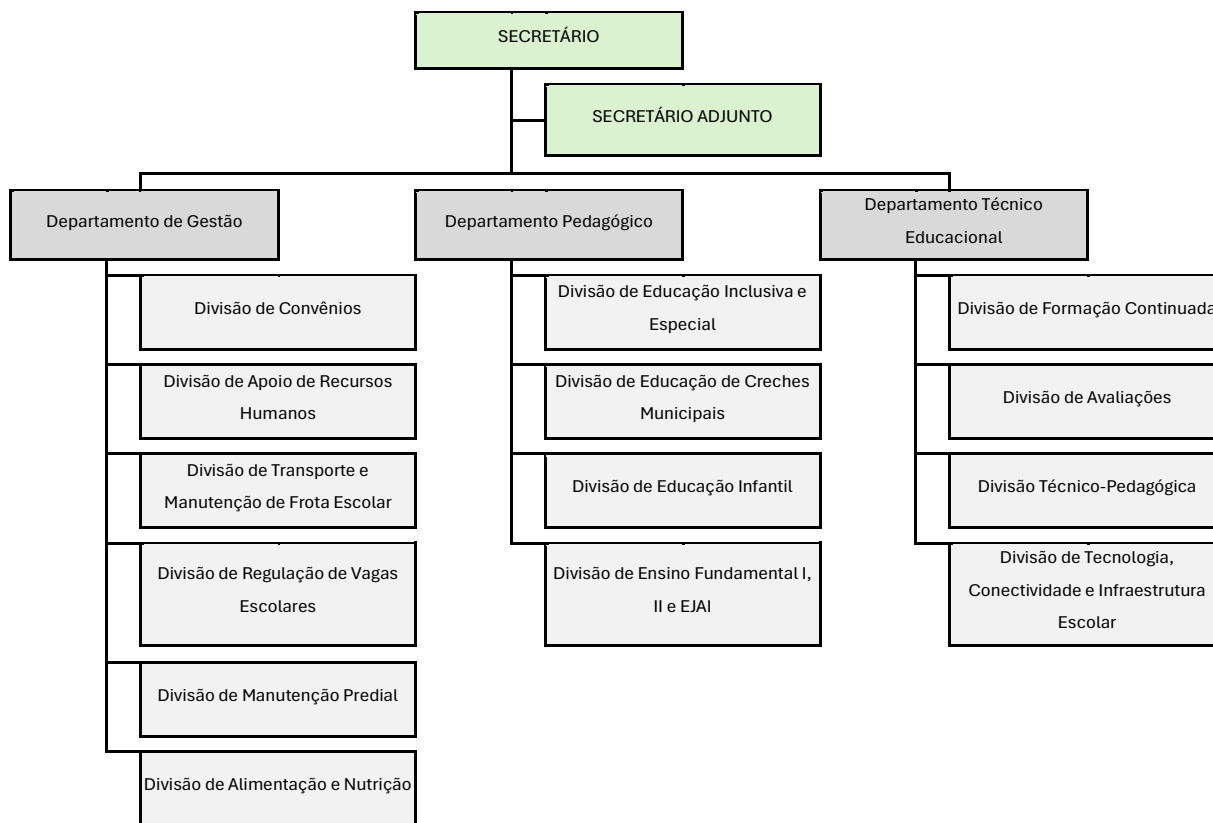 SECRETÁRIO
SECRETÁRIO ADJUNTO
Departamento de Gestão
Departamento Pedagógico
Departamento Técnico
Educacional
Divisão de Convênios
Divisão de Apoio de Recursos
Humanos
Divisão de Transporte e
Manutenção de Frota Escolar
Divisão de Regulação de Vagas
Escolares
Divisão de Manutenção Predial
Divisão de Alimentação e Nutrição
Divisão de Educação Inclusiva e
Especial
Divisão de Educação de Creches
Municipais
Divisão de Educação Infantil
Divisão de Ensino Fundamental I,
II e EJAI
Divisão de Formação Continuada
Divisão de Avaliações
Divisão Técnico-Pedagógica
Divisão de Tecnologia,
Conectividade e Infraestrutura
Escolar